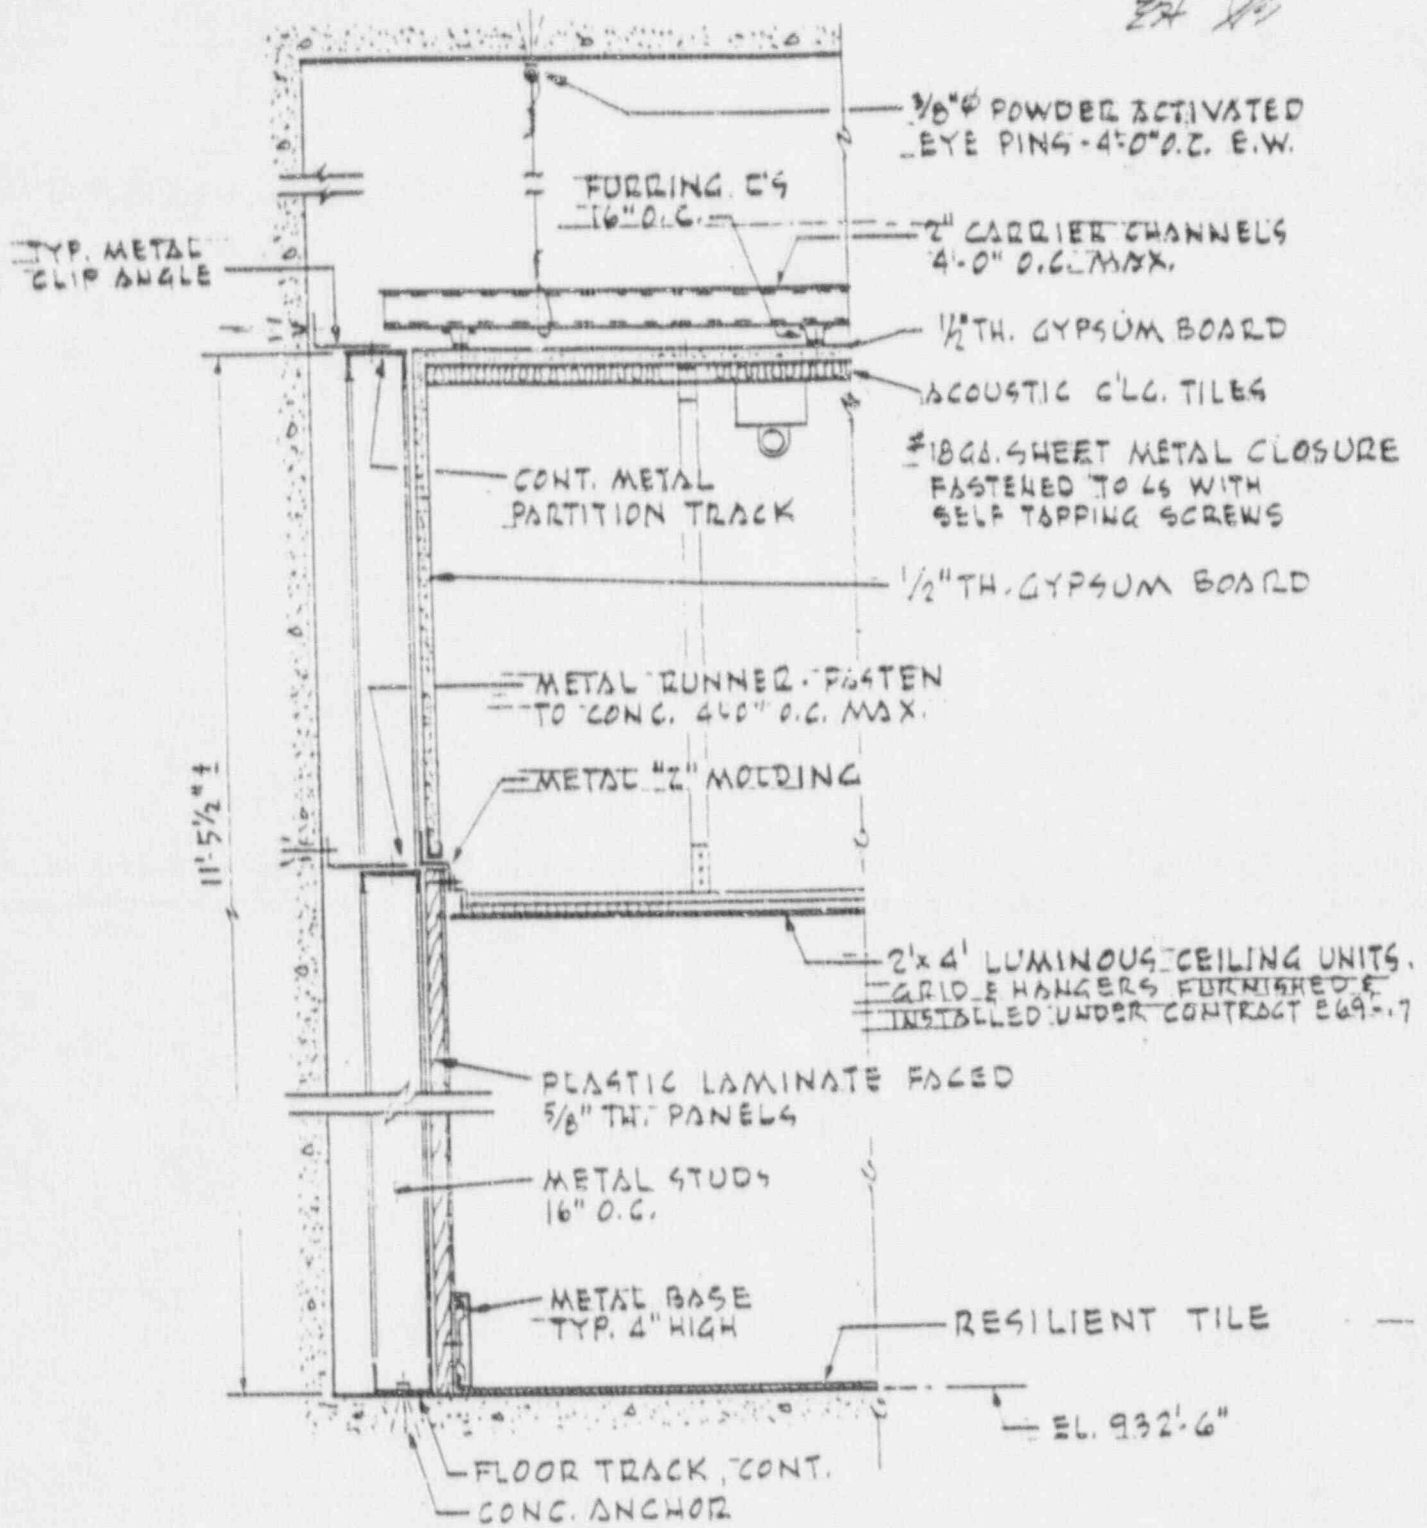 3/8"φ POWDER ACTIVATED
EYE PINS - 4'-0" O.C. E.W.
FURRING C'S
16" O.C.
2" CARRIER CHANNELS
4'-0" O.C. MAX.
TYP. METAL
CLIP ANGLE
1/2" TH. GYPSUM BOARD
ACOUSTIC C'LG. TILES
#18 GA. SHEET METAL CLOSURE
FASTENED TO Ls WITH
SELF TAPPING SCREWS
CONT. METAL
PARTITION TRACK
1/2" TH. GYPSUM BOARD
METAL RUNNER. FASTEN
TO CONC. 4'-0" O.C. MAX.
METAL "Z" MOLDING
11'-5 1/2" ±
2' x 4' LUMINOUS CEILING UNITS.
GRID & HANGERS FURNISHED &
INSTALLED UNDER CONTRACT
PLASTIC LAMINATE FACED
5/8" TH. PANELS
METAL STUDS
16" O.C.
METAL BASE
TYP. 4" HIGH
RESILIENT TILE
EL. 932'-6"
FLOOR TRACK, CONT.
CONC. ANCHOR